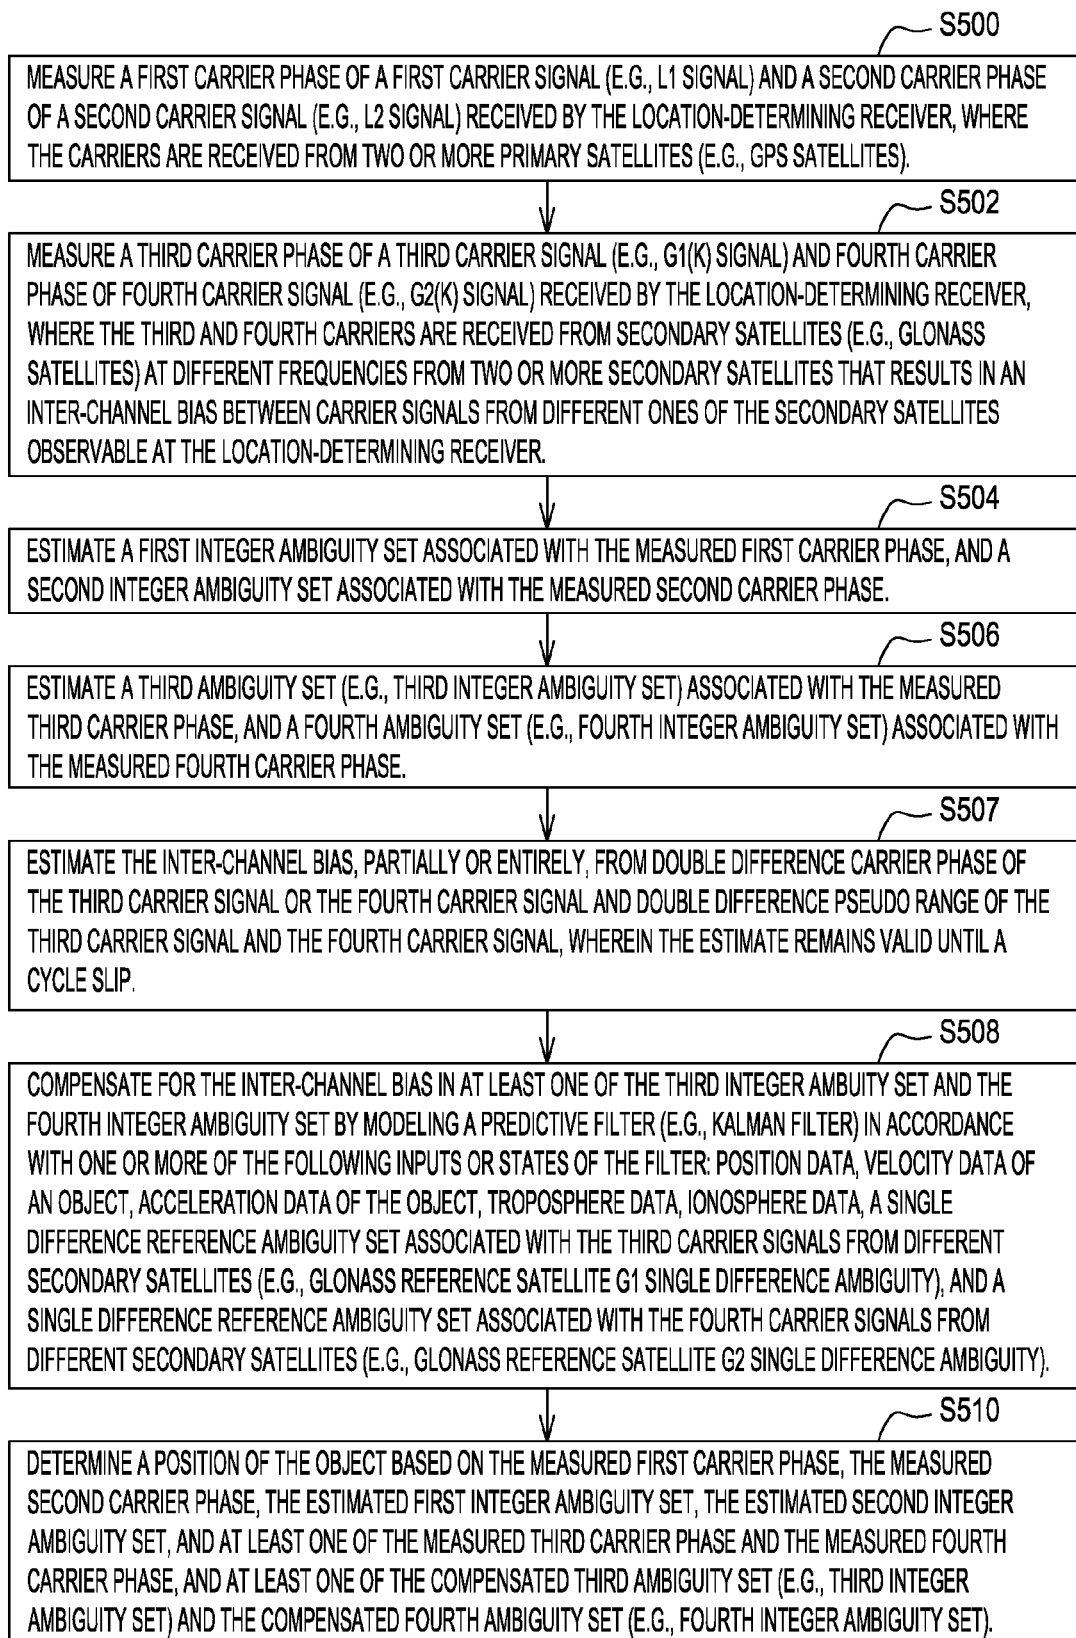 S500
MEASURE A FIRST CARRIER PHASE OF A FIRST CARRIER SIGNAL (E.G., L1 SIGNAL) AND A SECOND CARRIER PHASE
OF A SECOND CARRIER SIGNAL (E.G., L2 SIGNAL) RECEIVED BY THE LOCATION-DETERMINING RECEIVER, WHERE
THE CARRIERS ARE RECEIVED FROM TWO OR MORE PRIMARY SATELLITES (E.G., GPS SATELLITES).
S502
MEASURE A THIRD CARRIER PHASE OF A THIRD CARRIER SIGNAL (E.G., G1(K) SIGNAL) AND FOURTH CARRIER
PHASE OF FOURTH CARRIER SIGNAL (E.G., G2(K) SIGNAL) RECEIVED BY THE LOCATION-DETERMINING RECEIVER,
WHERE THE THIRD AND FOURTH CARRIERS ARE RECEIVED FROM SECONDARY SATELLITES (E.G., GLONASS
SATELLITES) AT DIFFERENT FREQUENCIES FROM TWO OR MORE SECONDARY SATELLITES THAT RESULTS IN AN
INTER-CHANNEL BIAS BETWEEN CARRIER SIGNALS FROM DIFFERENT ONES OF THE SECONDARY SATELLITES
OBSERVABLE AT THE LOCATION-DETERMINING RECEIVER.
S504
ESTIMATE A FIRST INTEGER AMBIGUITY SET ASSOCIATED WITH THE MEASURED FIRST CARRIER PHASE, AND A
SECOND INTEGER AMBIGUITY SET ASSOCIATED WITH THE MEASURED SECOND CARRIER PHASE.
S506
ESTIMATE A THIRD AMBIGUITY SET (E.G., THIRD INTEGER AMBIGUITY SET) ASSOCIATED WITH THE MEASURED
THIRD CARRIER PHASE, AND A FOURTH AMBIGUITY SET (E.G., FOURTH INTEGER AMBIGUITY SET) ASSOCIATED WITH
THE MEASURED FOURTH CARRIER PHASE.
S507
ESTIMATE THE INTER-CHANNEL BIAS, PARTIALLY OR ENTIRELY, FROM DOUBLE DIFFERENCE CARRIER PHASE OF
THE THIRD CARRIER SIGNAL OR THE FOURTH CARRIER SIGNAL AND DOUBLE DIFFERENCE PSEUDO RANGE OF THE
THIRD CARRIER SIGNAL AND THE FOURTH CARRIER SIGNAL, WHEREIN THE ESTIMATE REMAINS VALID UNTIL A
CYCLE SLIP.
S508
COMPENSATE FOR THE INTER-CHANNEL BIAS IN AT LEAST ONE OF THE THIRD INTEGER AMBUITY SET AND THE
FOURTH INTEGER AMBIGUITY SET BY MODELING A PREDICTIVE FILTER (E.G., KALMAN FILTER) IN ACCORDANCE
WITH ONE OR MORE OF THE FOLLOWING INPUTS OR STATES OF THE FILTER: POSITION DATA, VELOCITY DATA OF
AN OBJECT, ACCELERATION DATA OF THE OBJECT, TROPOSPHERE DATA, IONOSPHERE DATA, A SINGLE
DIFFERENCE REFERENCE AMBIGUITY SET ASSOCIATED WITH THE THIRD CARRIER SIGNALS FROM DIFFERENT
SECONDARY SATELLITES (E.G., GLONASS REFERENCE SATELLITE G1 SINGLE DIFFERENCE AMBIGUITY), AND A
SINGLE DIFFERENCE REFERENCE AMBIGUITY SET ASSOCIATED WITH THE FOURTH CARRIER SIGNALS FROM
DIFFERENT SECONDARY SATELLITES (E.G., GLONASS REFERENCE SATELLITE G2 SINGLE DIFFERENCE AMBIGUITY).
S510
DETERMINE A POSITION OF THE OBJECT BASED ON THE MEASURED FIRST CARRIER PHASE, THE MEASURED
SECOND CARRIER PHASE, THE ESTIMATED FIRST INTEGER AMBIGUITY SET, THE ESTIMATED SECOND INTEGER
AMBIGUITY SET, AND AT LEAST ONE OF THE MEASURED THIRD CARRIER PHASE AND THE MEASURED FOURTH
CARRIER PHASE, AND AT LEAST ONE OF THE COMPENSATED THIRD AMBIGUITY SET (E.G., THIRD INTEGER
AMBIGUITY SET) AND THE COMPENSATED FOURTH AMBIGUITY SET (E.G., FOURTH INTEGER AMBIGUITY SET).